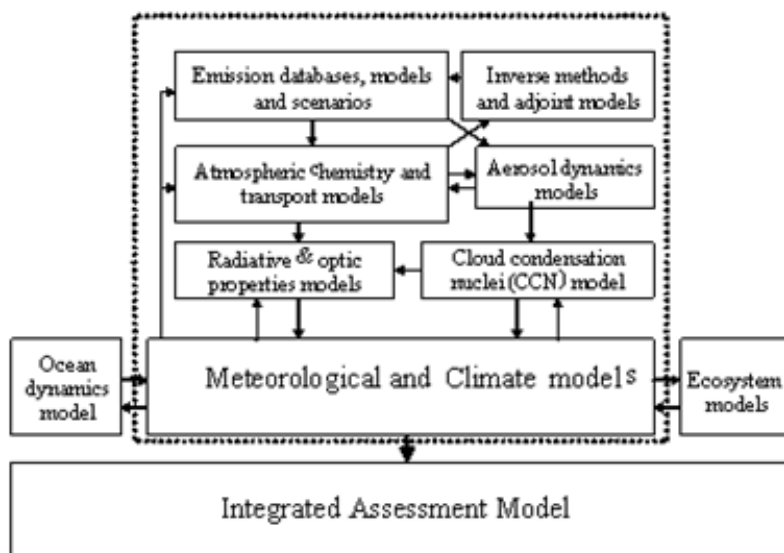 Emission databases, models
and scenarios
Inverse methods
and adjoint models
Atmospheric chemistry and
transport models
Aerosol dynamics
models
Radiative & optic
properties models
Cloud condensation
nuclei (CCN) model
Ocean
dynamics
model
Meteorological and Climate models
Ecosystem
models
Integrated Assessment Model